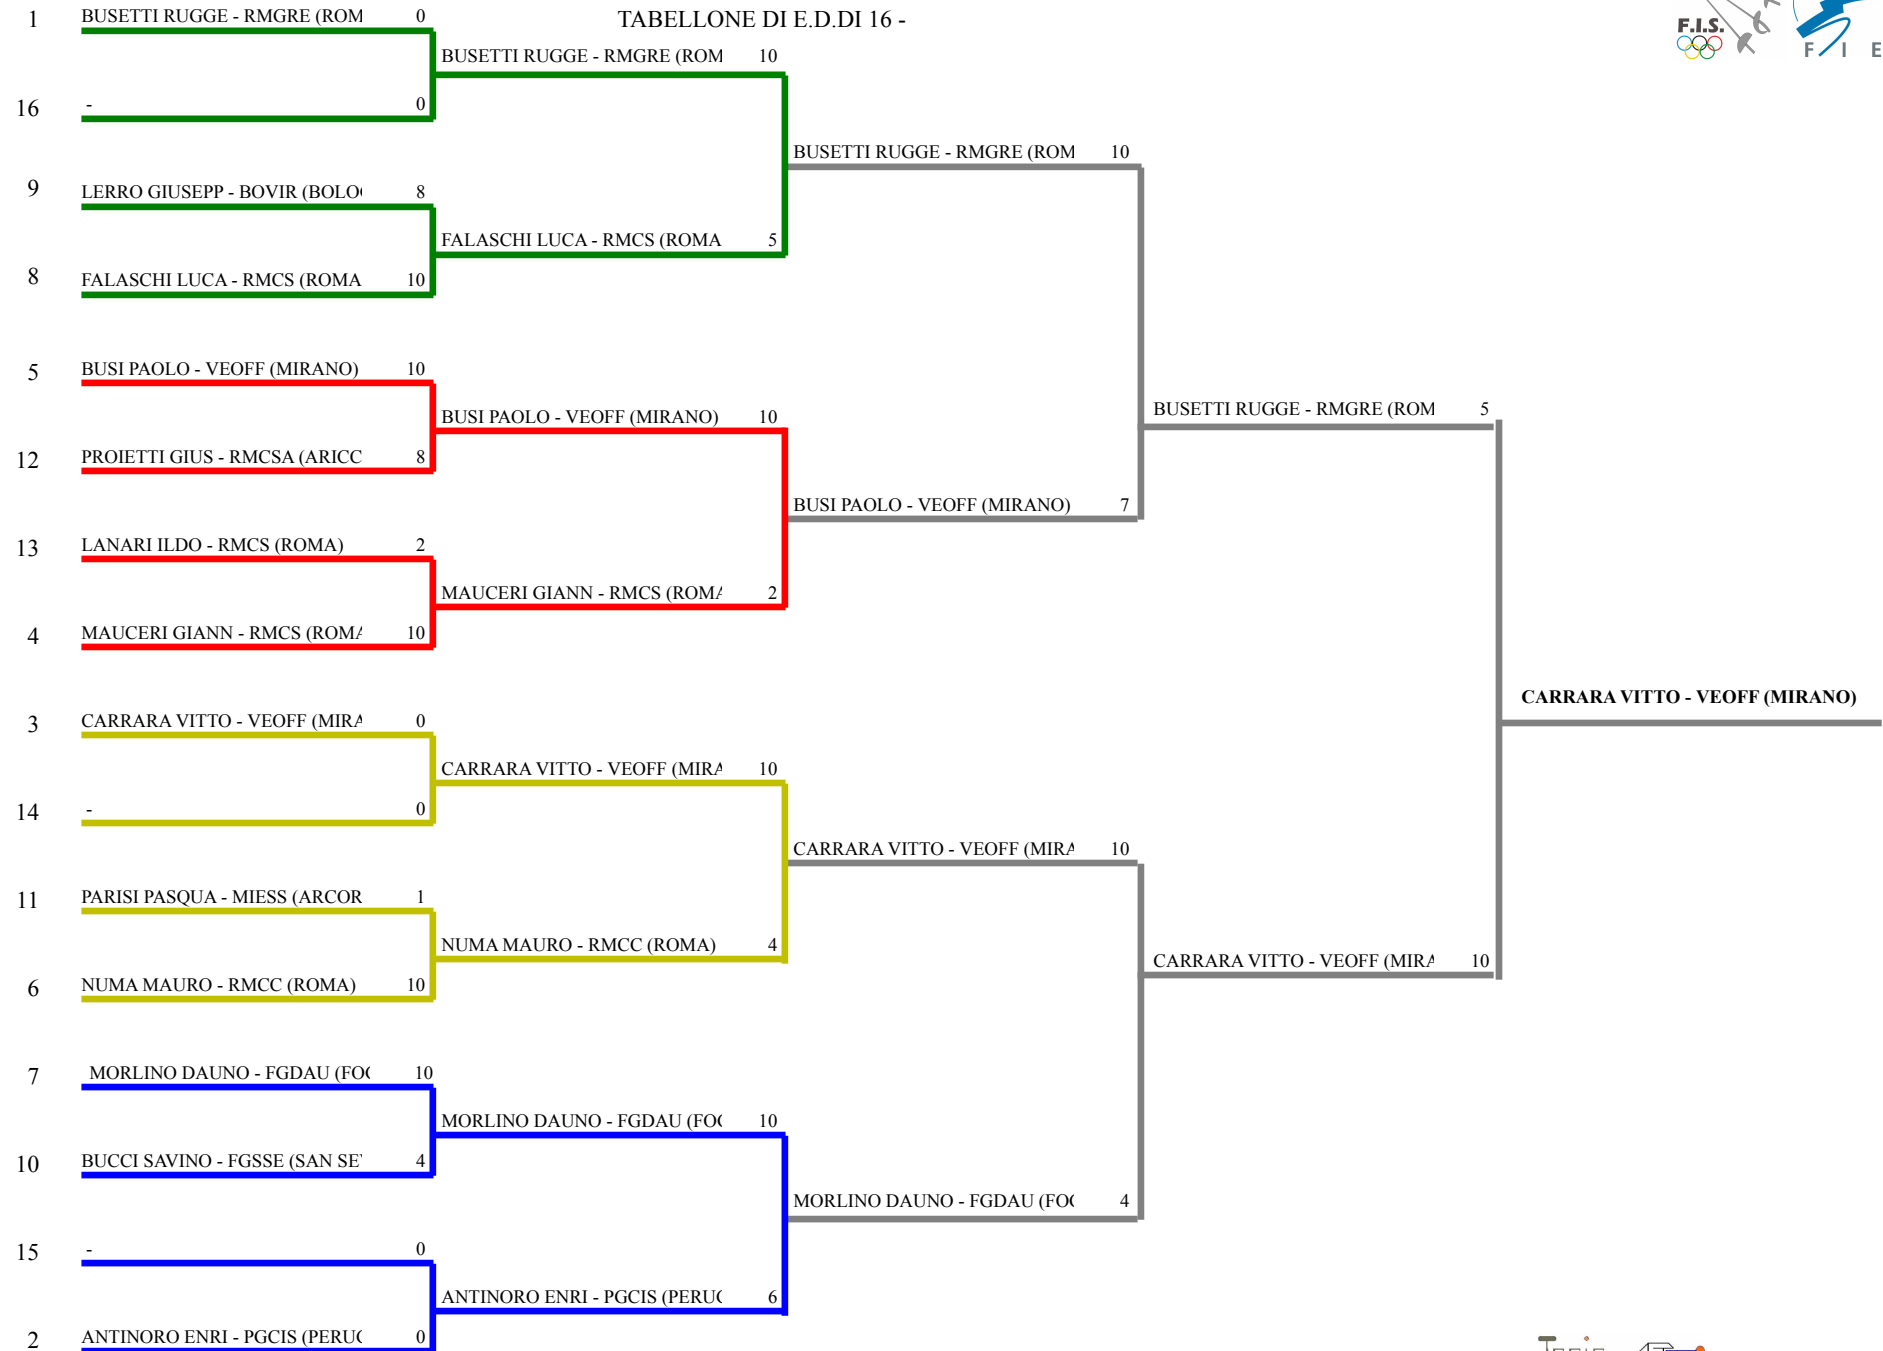 TABELLONE DI E.D.DI 16 -
F.I.S.
F I E
1 BUSETTI RUGGE - RMGRE (ROM 0
BUSETTI RUGGE - RMGRE (ROM 10
16 - 0
BUSETTI RUGGE - RMGRE (ROM 10
9 LERRO GIUSEPP - BOVIR (BOLO 8
FALASCHI LUCA - RMCS (ROMA 5
8 FALASCHI LUCA - RMCS (ROMA 10
5 BUSI PAOLO - VEOFF (MIRANO) 10
BUSETTI RUGGE - RMGRE (ROM 5
BUSI PAOLO - VEOFF (MIRANO) 10
12 PROIETTI GIUS - RMCSA (ARICC 8
BUSI PAOLO - VEOFF (MIRANO) 7
13 LANARI ILDO - RMCS (ROMA) 2
MAUCERI GIANN - RMCS (ROMA 2
4 MAUCERI GIANN - RMCS (ROMA 10
CARRARA VITTO - VEOFF (MIRANO)
3 CARRARA VITTO - VEOFF (MIRA 0
CARRARA VITTO - VEOFF (MIRA 10
14 - 0
CARRARA VITTO - VEOFF (MIRA 10
11 PARISI PASQUA - MIESS (ARCOR 1
NUMA MAURO - RMCC (ROMA) 4
CARRARA VITTO - VEOFF (MIRA 10
6 NUMA MAURO - RMCC (ROMA) 10
7 MORLINO DAUNO - FGDAU (FO 10
MORLINO DAUNO - FGDAU (FO 10
10 BUCCI SAVINO - FGSSE (SAN SE 4
MORLINO DAUNO - FGDAU (FO 4
15 - 0
ANTINORO ENRI - PGCIS (PERU 6
2 ANTINORO ENRI - PGCIS (PERU 0